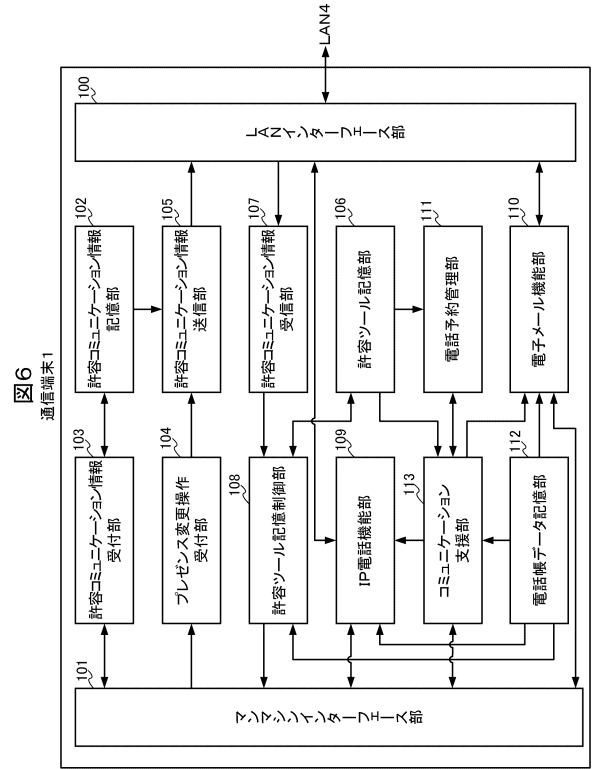 図6
通信端末1
101
マンマシンインターフェース部
103
許容コミュニケーション情報
受付部
102
許容コミュニケーション情報
記憶部
104
プレゼンス変更操作
受付部
105
許容コミュニケーション情報
送信部
108
許容ツール記憶制御部
107
許容コミュニケーション情報
受信部
109
IP電話機能部
106
許容ツール記憶部
113
コミュニケーション
支援部
111
電話予約管理部
112
電話帳データ記憶部
110
電子メール機能部
100
LANインターフェース部
LAN4